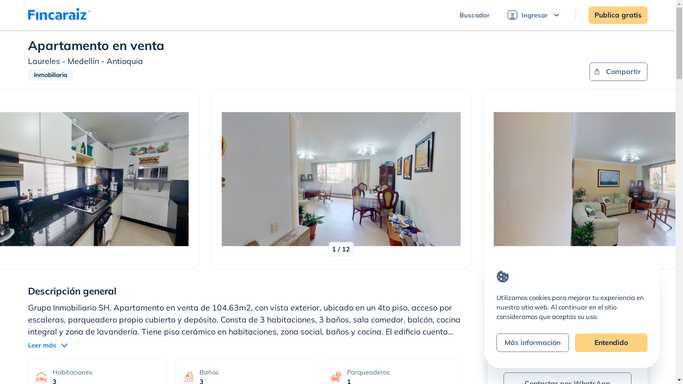 Fincaraiz
Buscador
Ingresar
Publica gratis
Apartamento en venta
Laureles - Medellín - Antioquia
Inmobiliaria
Compartir
1 / 12
Descripción general
Grupo Inmobiliario SH. Apartamento en venta de 104.63m2, con vista exterior, ubicado en un 4to piso, acceso por
escaleras, parqueadero propio cubierto y depósito. Consta de 3 habitaciones, 3 baños, sala comedor, balcón, cocina
integral y zona de lavandería. Tiene piso cerámico en habitaciones, zona social, baños y cocina. El edificio cuenta...
Leer más
Habitaciones
3
Baños
3
Parqueaderos
1
Utilizamos cookies para mejorar tu experiencia en
nuestro sitio web. Al continuar en el sitio
consideramos que aceptas su uso.
Más información
Entendido
Contactar por WhatsApp